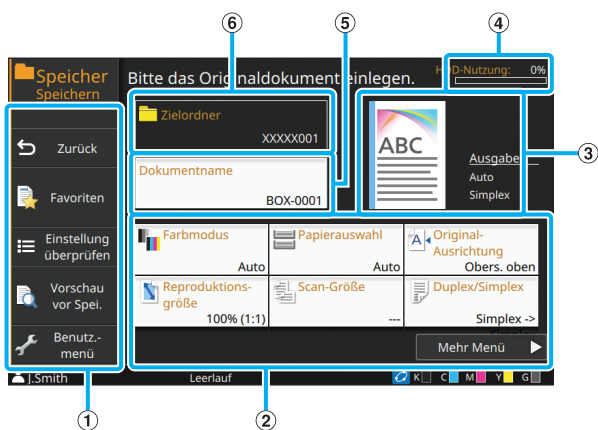 ⑥
⑤
④
Speicher
Speichern
Bitte das Originaldokument einlegen.
HDD-Nutzung: 0%
Zielordner
XXXXX001
Dokumentname
BOX-0001
ABC
Ausgabe
Auto
Simplex
③
Zurück
Favoriten
Einstellung
überprüfen
Vorschau
vor Spei.
Benutz.-
menü
Farbmodus
Auto
Papierauswahl
Auto
Original-
Ausrichtung
Obers. oben
Reproduktions-
größe
100% (1:1)
Scan-Größe
---
Duplex/Simplex
Simplex ->
Mehr Menü
J.Smith
Leerlauf
K C M Y G
①
②